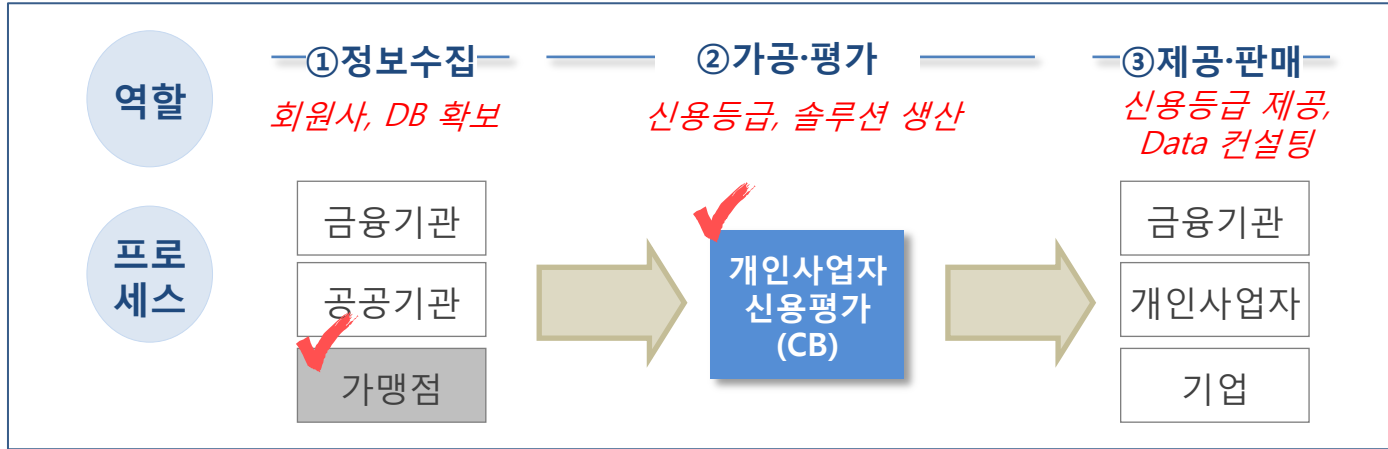 역할
①정보수집
②가공·평가
③제공·판매
회원사, DB 확보
신용등급, 솔루션 생산
신용등급 제공,
Data 컨설팅
프로
세스
금융기관
공공기관
가맹점
개인사업자
신용평가
(CB)
금융기관
개인사업자
기업